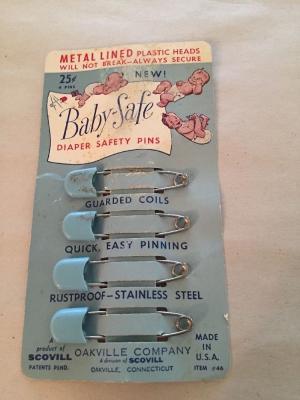 METAL LINED PLASTIC HEADS
WILL NOT BREAK-ALWAYS SECURE
25¢
4 PINS
NEW!
Baby-Safe
DIAPER SAFETY PINS
GUARDED COILS
QUICK, EASY PINNING
RUSTPROOF-STAINLESS STEEL
A product of SCOVILL
PATENTS PEND.
OAKVILLE COMPANY
A division of SCOVILL
OAKVILLE, CONNECTICUT
MADE IN U.S.A.
ITEM #46